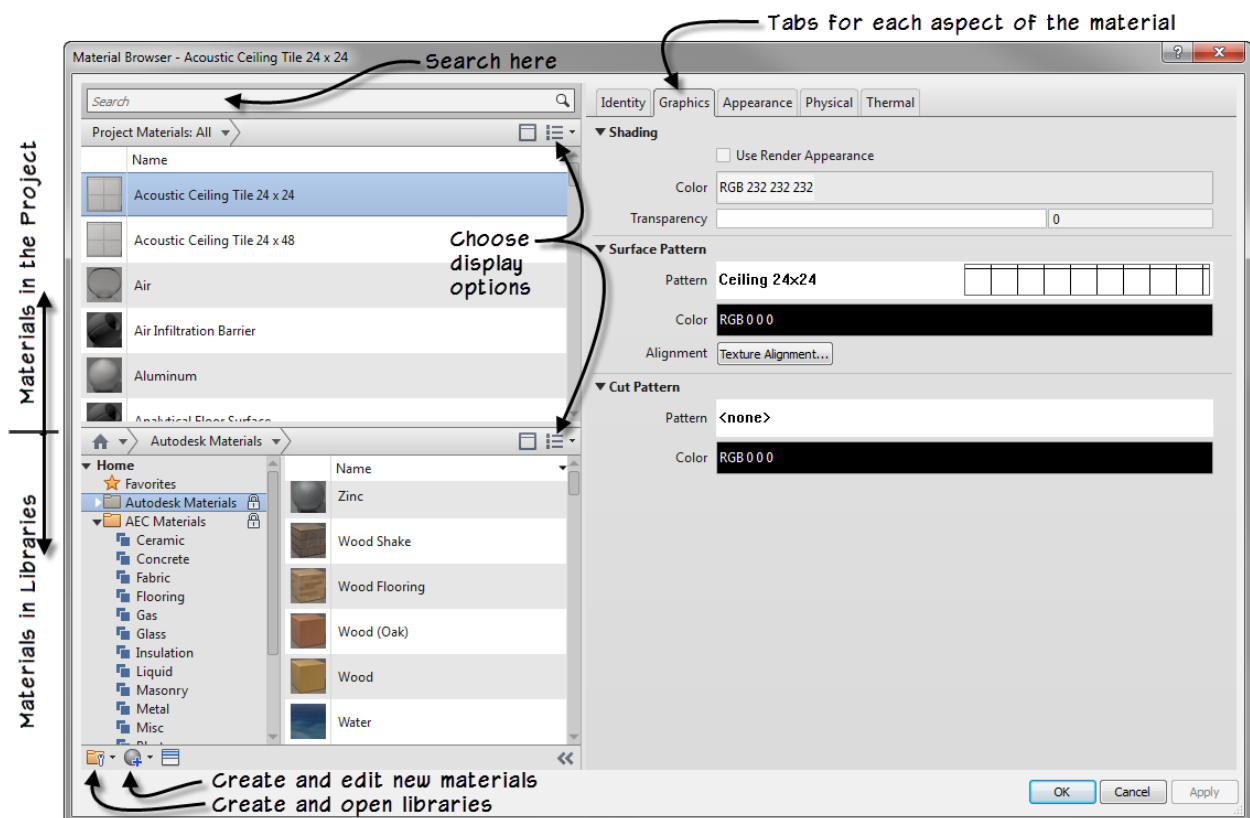 Tabs for each aspect of the material
Material Browser - Acoustic Ceiling Tile 24 x 24
Search here
?
x
Search
Project Materials: All
Name
Acoustic Ceiling Tile 24 x 24
Acoustic Ceiling Tile 24 x 48
Air
Air Infiltration Barrier
Aluminum
Analytical Floor Surface
Choose
display
options
Materials in the Project
Materials in Libraries
Autodesk Materials
Home
Favorites
Autodesk Materials
AEC Materials
Ceramic
Concrete
Fabric
Flooring
Gas
Glass
Insulation
Liquid
Masonry
Metal
Misc
Name
Zinc
Wood Shake
Wood Flooring
Wood (Oak)
Wood
Water
Create and edit new materials
Create and open libraries
Identity Graphics Appearance Physical Thermal
Shading
Use Render Appearance
Color RGB 232 232 232
Transparency 0
Surface Pattern
Pattern Ceiling 24x24
Color RGB 0 0 0
Alignment Texture Alignment...
Cut Pattern
Pattern <none>
Color RGB 0 0 0
OK Cancel Apply